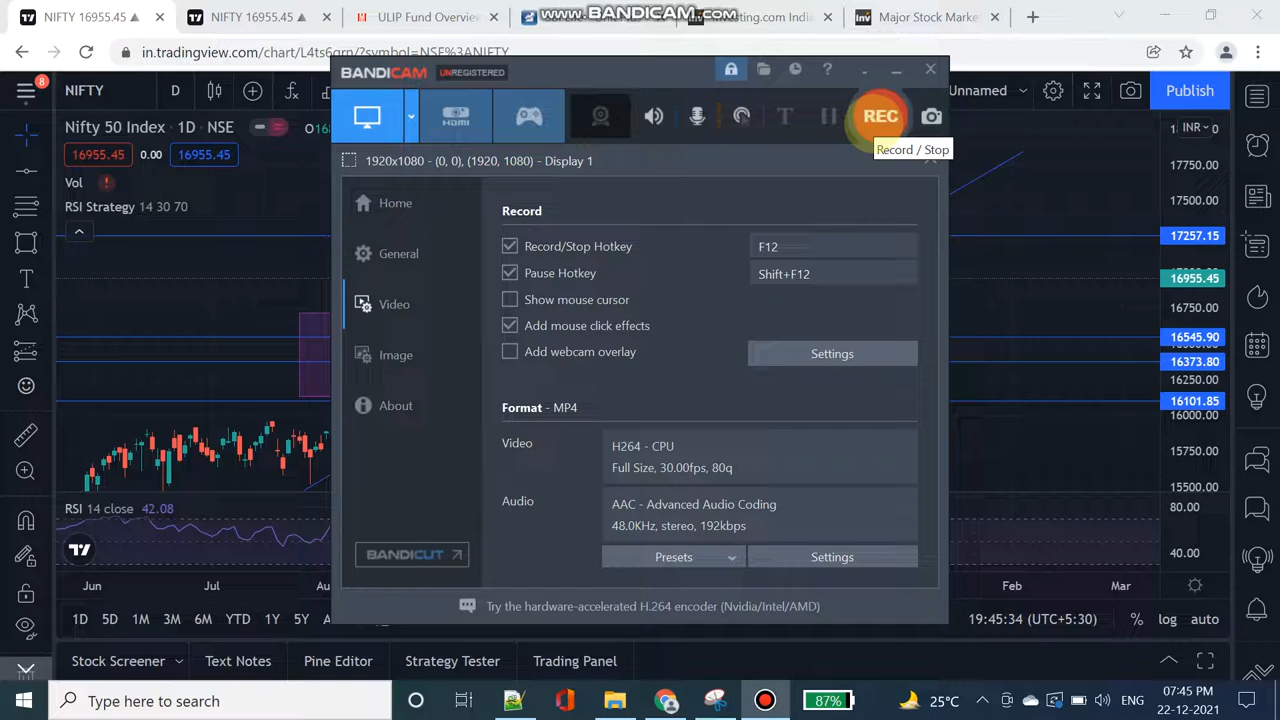 NIFTY 16955.45 ▲
NIFTY 16955.45 ▲
ULIP Fund Overview
www.BANDICAM.com
esting.com Indi
Major Stock Market
in.tradingview.com/chart/L4ts6grn/?symbol=NSE%3ANIFTY
8
NIFTY
D
Unnamed
Publish
BANDICAM
UNREGISTERED
HDMI
REC
Record / Stop
Nifty 50 Index · 1D · NSE
INR
16955.45
0.00
16955.45
Vol
RSI Strategy 14 30 70
1920x1080 - (0, 0), (1920, 1080) - Display 1
Home
General
Video
Image
About
BANDICUT
Record
Record/Stop Hotkey
F12
Pause Hotkey
Shift+F12
Show mouse cursor
Add mouse click effects
Add webcam overlay
Settings
Format - MP4
Video
H264 - CPU
Full Size, 30.00fps, 80q
Audio
AAC - Advanced Audio Coding
48.0KHz, stereo, 192kbps
Presets
Settings
Try the hardware-accelerated H.264 encoder (Nvidia/Intel/AMD)
17750.00
17500.00
17257.15
16955.45
16750.00
16545.90
16373.80
16250.00
16101.85
16000.00
15750.00
15500.00
RSI 14 close 42.08
80.00
40.00
Jun
Jul
Feb
Mar
1D
5D
1M
3M
6M
YTD
1Y
5Y
19:45:34 (UTC+5:30)
%
log
auto
Stock Screener
Text Notes
Pine Editor
Strategy Tester
Trading Panel
Type here to search
87%
25°C
ENG
07:45 PM
22-12-2021